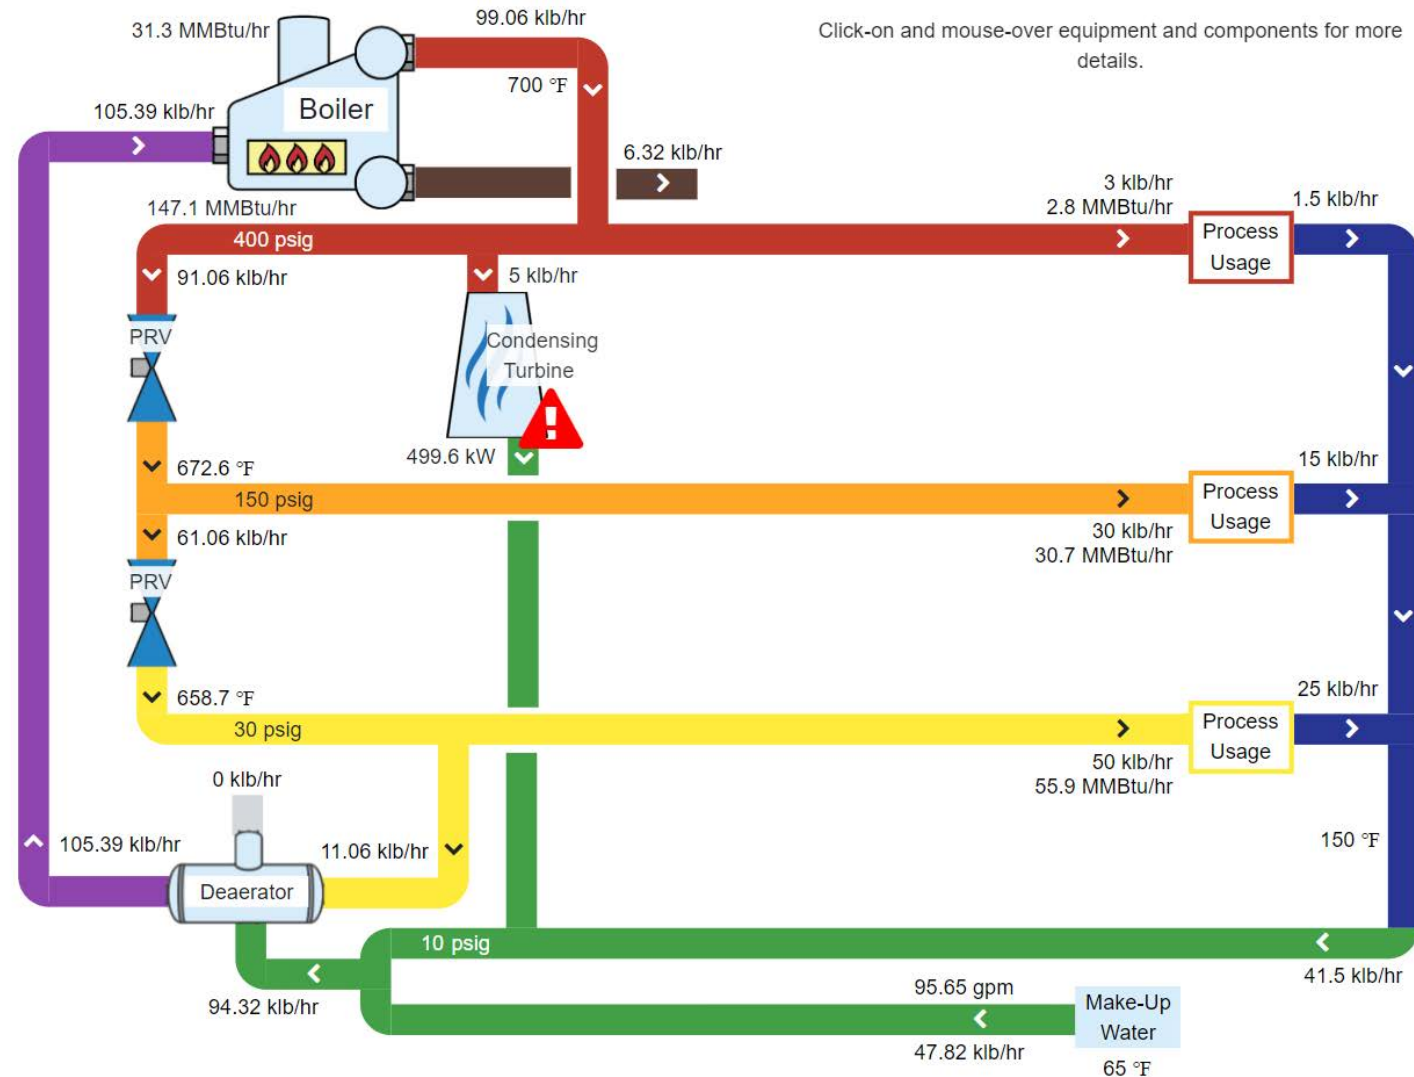 31.3 MMBtu/hr
99.06 klb/hr
Click-on and mouse-over equipment and components for more
details.
700 °F
105.39 klb/hr
Boiler
6.32 klb/hr
147.1 MMBtu/hr
3 klb/hr
2.8 MMBtu/hr
1.5 klb/hr
400 psig
Process
Usage
91.06 klb/hr
5 klb/hr
PRV
Condensing
Turbine
499.6 kW
672.6 °F
15 klb/hr
150 psig
Process
Usage
61.06 klb/hr
30 klb/hr
30.7 MMBtu/hr
PRV
658.7 °F
25 klb/hr
30 psig
Process
Usage
50 klb/hr
55.9 MMBtu/hr
0 klb/hr
105.39 klb/hr
11.06 klb/hr
150 °F
Deaerator
10 psig
41.5 klb/hr
94.32 klb/hr
95.65 gpm
Make-Up
Water
47.82 klb/hr
65 °F